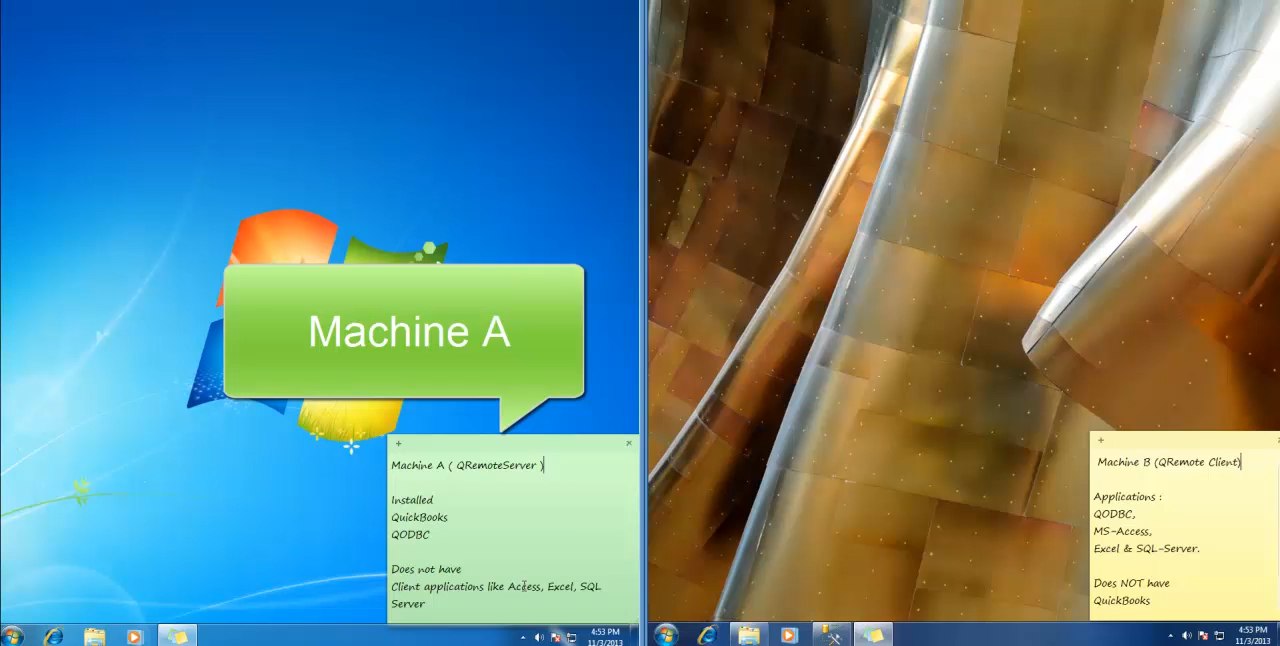 Machine A
Machine A ( QRemoteServer )
Installed
QuickBooks
QODBC
Does not have
Client applications like Access, Excel, SQL
Server
4:53 PM
11/3/2013
Machine B (QRemote Client)
Applications :
QODBC,
MS-Access,
Excel & SQL-Server.
Does NOT have
QuickBooks
4:53 PM
11/3/2013